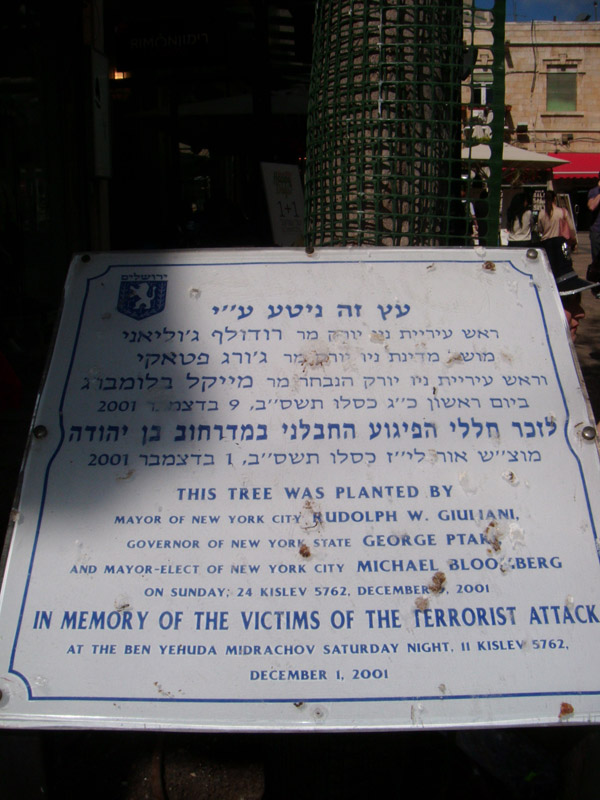 ירושלים
עץ זה ניטע ע״י
ראש עיריית ניו יורק מר רודולף ג׳וליאני
מושל מדינת ניו יורק מר ג׳ורג פטאקי
וראש עיריית ניו יורק הנבחר מר מייקל בלומברג
ביום ראשון כ״ג כסלו תשס״ב, 9 בדצמבר 2001
לזכר חללי הפיגוע החבלני במדרחוב בן יהודה
מוצ״ש אור לי״ז כסלו תשס״ב, 1 בדצמבר 2001
THIS TREE WAS PLANTED BY
MAYOR OF NEW YORK CITY RUDOLPH W. GIULIANI,
GOVERNOR OF NEW YORK STATE GEORGE PTAKI
AND MAYOR-ELECT OF NEW YORK CITY MICHAEL BLOOMBERG
ON SUNDAY, 24 KISLEV 5762, DECEMBER 9, 2001
IN MEMORY OF THE VICTIMS OF THE TERRORIST ATTACK
AT THE BEN YEHUDA MIDRACHOV SATURDAY NIGHT, 11 KISLEV 5762,
DECEMBER 1, 2001
1+1